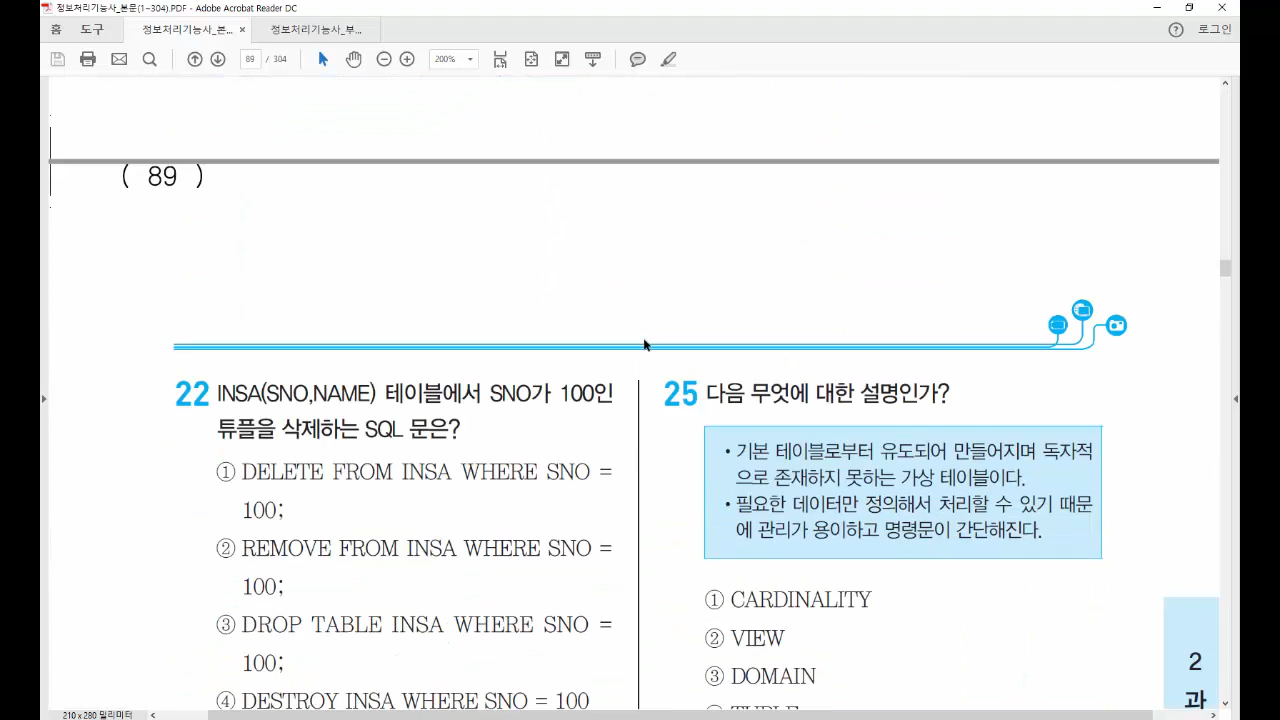 정보처리기능사_본문(1-304).PDF - Adobe Acrobat Reader DC
홈 도구 정보처리기능사_본... × 정보처리기능사_부... 로그인
89 / 304 200%
( 89 )
22 INSA(SNO,NAME) 테이블에서 SNO가 100인
튜플을 삭제하는 SQL 문은?
① DELETE FROM INSA WHERE SNO =
100;
② REMOVE FROM INSA WHERE SNO =
100;
③ DROP TABLE INSA WHERE SNO =
100;
④ DESTROY INSA WHERE SNO = 100
25 다음 무엇에 대한 설명인가?
• 기본 테이블로부터 유도되어 만들어지며 독자적
으로 존재하지 못하는 가상 테이블이다.
• 필요한 데이터만 정의해서 처리할 수 있기 때문
에 관리가 용이하고 명령문이 간단해진다.
① CARDINALITY
② VIEW
③ DOMAIN
2
과
210 x 280 밀리미터